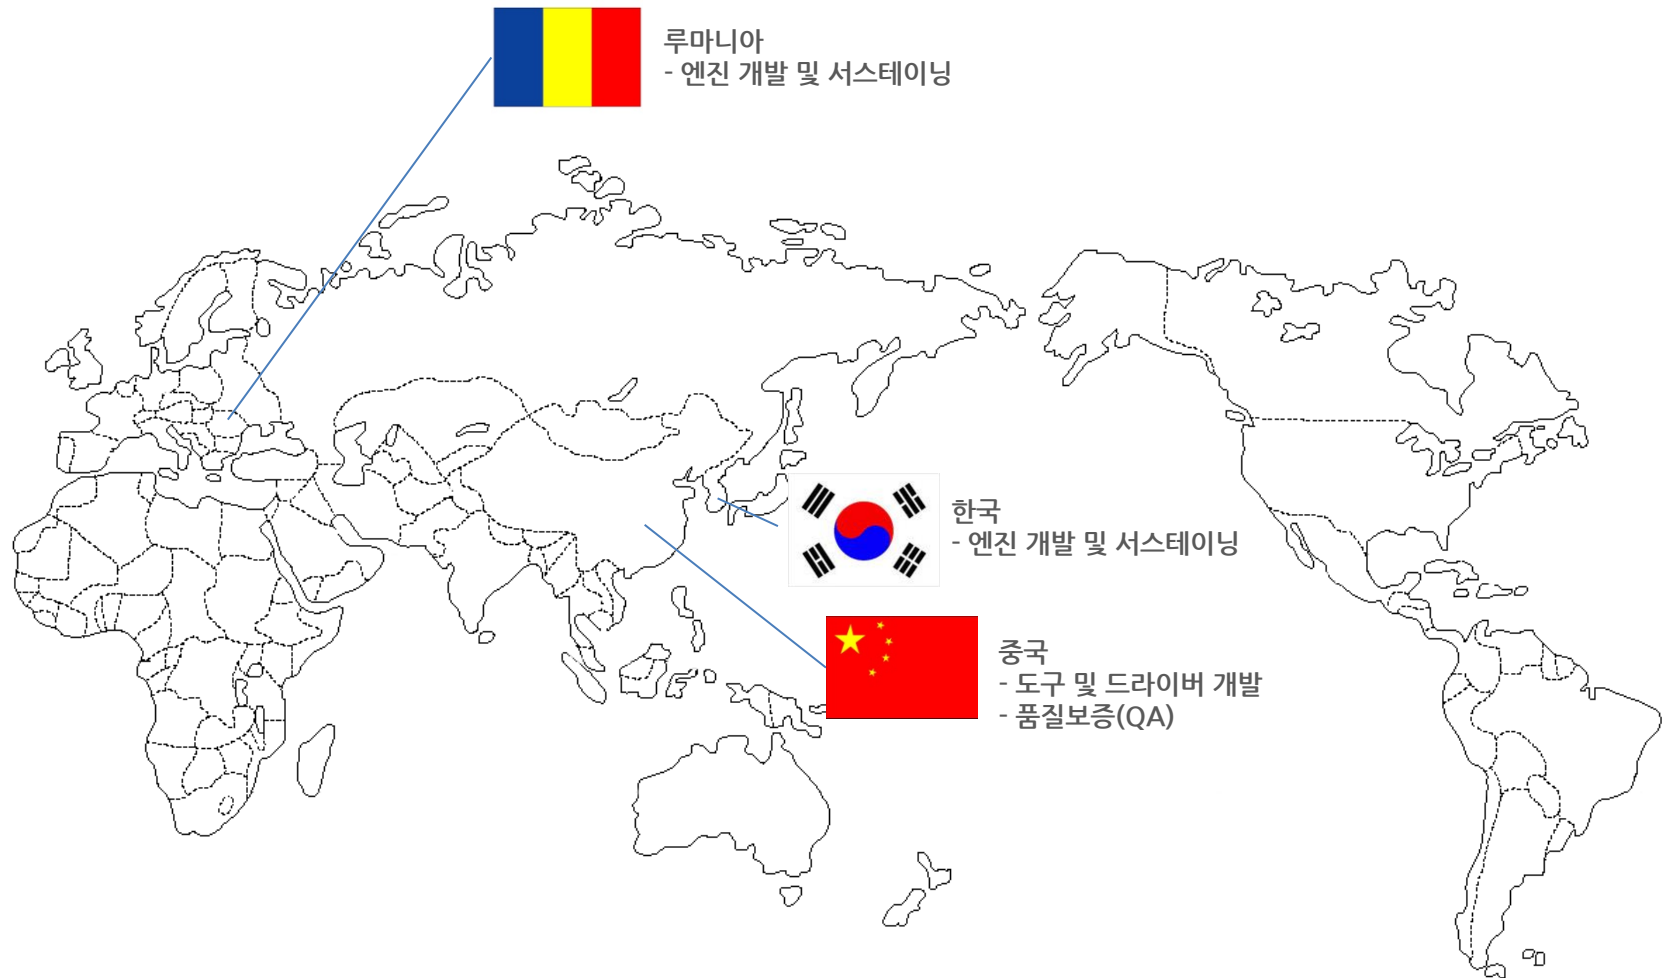 루마니아
- 엔진 개발 및 서스테이닝
한국
- 엔진 개발 및 서스테이닝
중국
- 도구 및 드라이버 개발
- 품질보증(QA)